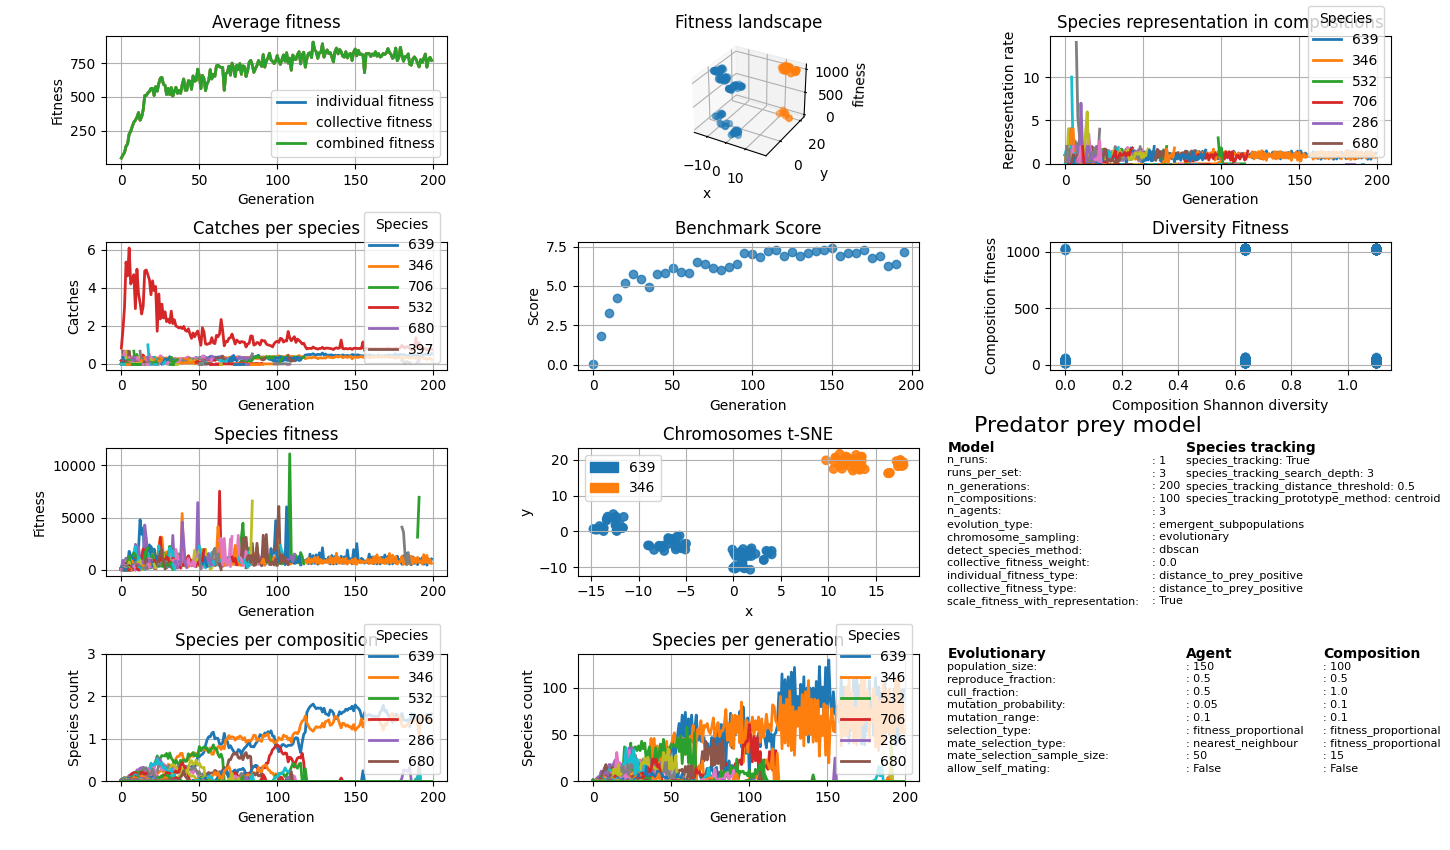 Average fitness
Fitness
750
500
250
individual fitness
collective fitness
combined fitness
0 50 100 150 200
Generation
Fitness landscape
1000
500
0
fitness
20
0
y
−10 0 10
x
Species representation in compositions
Representation rate
10
5
0
Species
639
346
532
706
286
680
0 50 100 150 200
Generation
Catches per species
Catches
6
4
2
0
Species
639
346
706
532
680
397
0 50 100 150 200
Generation
Benchmark Score
Score
7.5
5.0
2.5
0.0
0 50 100 150 200
Generation
Diversity Fitness
Composition fitness
1000
500
0
0.0 0.2 0.4 0.6 0.8 1.0
Composition Shannon diversity
Species fitness
Fitness
10000
5000
0
0 50 100 150 200
Generation
Chromosomes t-SNE
y
20
10
0
−10
639
346
−15 −10 −5 0 5 10 15
x
Predator prey model
Model
n_runs: : 1
runs_per_set: : 3
n_generations: : 200
n_compositions: : 100
n_agents: : 3
evolution_type: : emergent_subpopulations
chromosome_sampling: : evolutionary
detect_species_method: : dbscan
collective_fitness_weight: : 0.0
individual_fitness_type: : distance_to_prey_positive
collective_fitness_type: : distance_to_prey_positive
scale_fitness_with_representation: : True
Species tracking
species_tracking: True
species_tracking_search_depth: 3
species_tracking_distance_threshold: 0.5
species_tracking_prototype_method: centroid
Species per composition
Species count
3
2
1
0
Species
639
346
532
706
286
680
0 50 100 150 200
Generation
Species per generation
Species count
100
50
0
Species
639
346
532
706
286
680
0 50 100 150 200
Generation
Evolutionary Agent Composition
population_size: : 150 : 100
reproduce_fraction: : 0.5 : 0.5
cull_fraction: : 0.5 : 1.0
mutation_probability: : 0.05 : 0.1
mutation_range: : 0.1 : 0.1
selection_type: : fitness_proportional : fitness_proportional
mate_selection_type: : nearest_neighbour : fitness_proportional
mate_selection_sample_size: : 50 : 15
allow_self_mating: : False : False